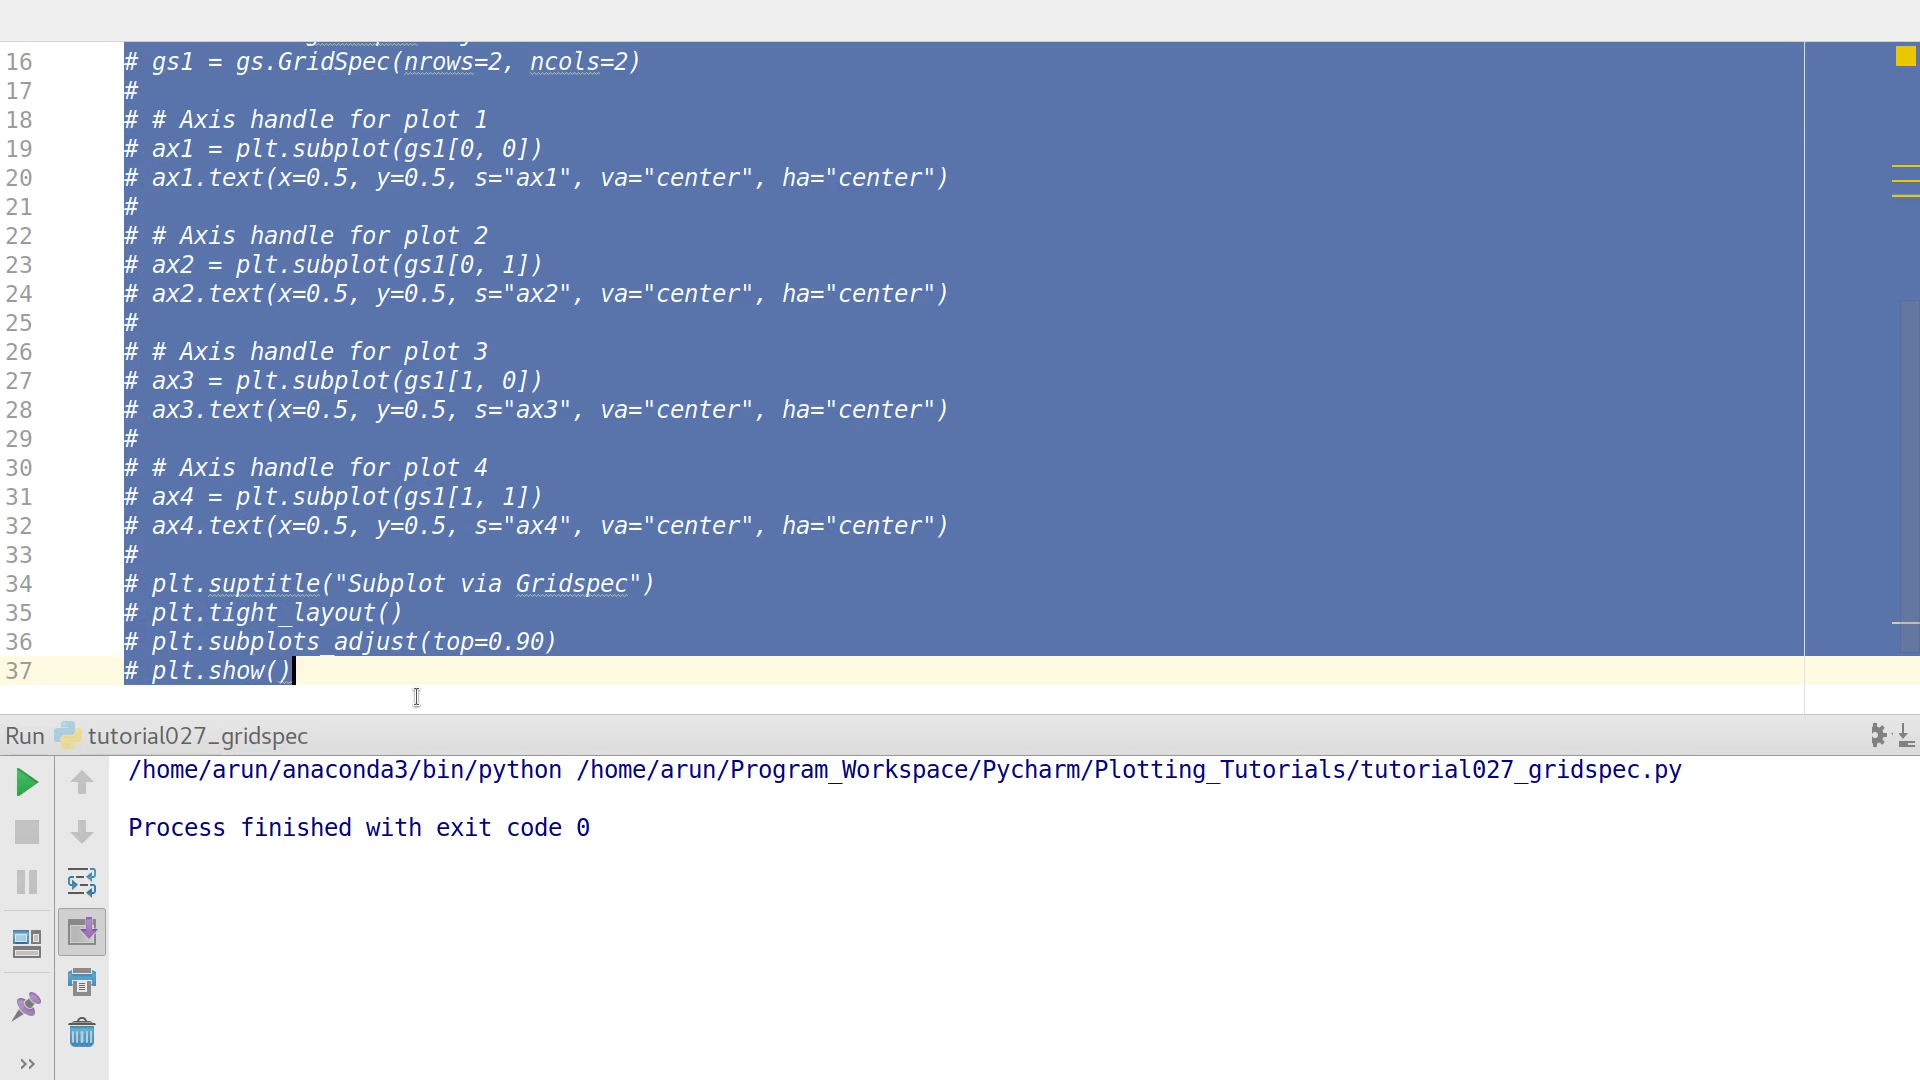 16 # gs1 = gs.GridSpec(nrows=2, ncols=2)
17 #
18 # # Axis handle for plot 1
19 # ax1 = plt.subplot(gs1[0, 0])
20 # ax1.text(x=0.5, y=0.5, s="ax1", va="center", ha="center")
21 #
22 # # Axis handle for plot 2
23 # ax2 = plt.subplot(gs1[0, 1])
24 # ax2.text(x=0.5, y=0.5, s="ax2", va="center", ha="center")
25 #
26 # # Axis handle for plot 3
27 # ax3 = plt.subplot(gs1[1, 0])
28 # ax3.text(x=0.5, y=0.5, s="ax3", va="center", ha="center")
29 #
30 # # Axis handle for plot 4
31 # ax4 = plt.subplot(gs1[1, 1])
32 # ax4.text(x=0.5, y=0.5, s="ax4", va="center", ha="center")
33 #
34 # plt.suptitle("Subplot via Gridspec")
35 # plt.tight_layout()
36 # plt.subplots_adjust(top=0.90)
37 # plt.show()
Run tutorial027_gridspec
/home/arun/anaconda3/bin/python /home/arun/Program_Workspace/Pycharm/Plotting_Tutorials/tutorial027_gridspec.py
Process finished with exit code 0